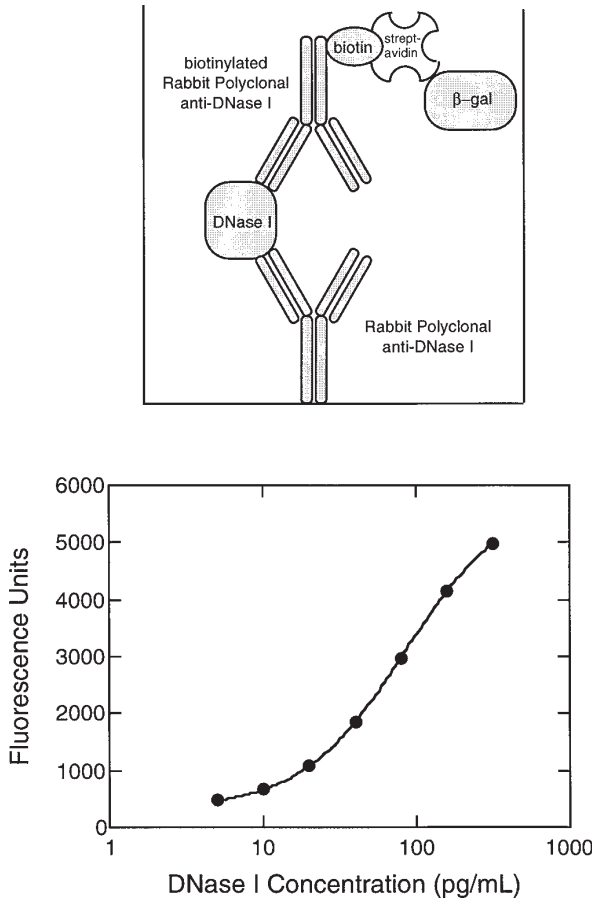 biotinylated
Rabbit Polyclonal
anti-DNase I
biotin
strept-
avidin
β-gal
DNase I
Rabbit Polyclonal
anti-DNase I
6000
5000
4000
3000
2000
1000
0
Fluorescence Units
1
10
100
1000
DNase I Concentration (pg/mL)